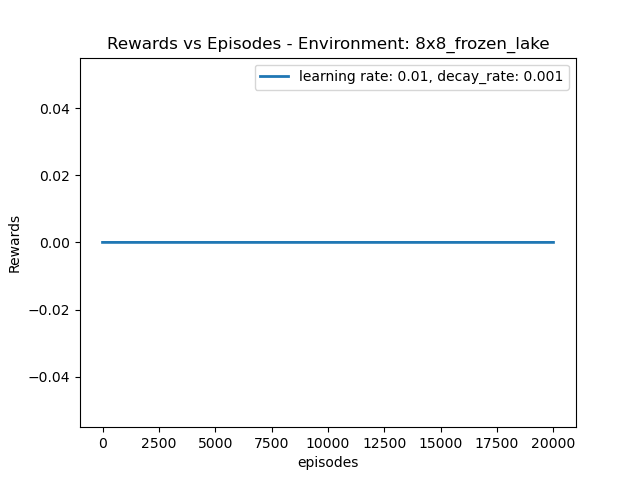 Rewards vs Episodes - Environment: 8x8_frozen_lake
learning rate: 0.01, decay_rate: 0.001
0.04
0.02
0.00
−0.02
−0.04
Rewards
0 2500 5000 7500 10000 12500 15000 17500 20000
episodes